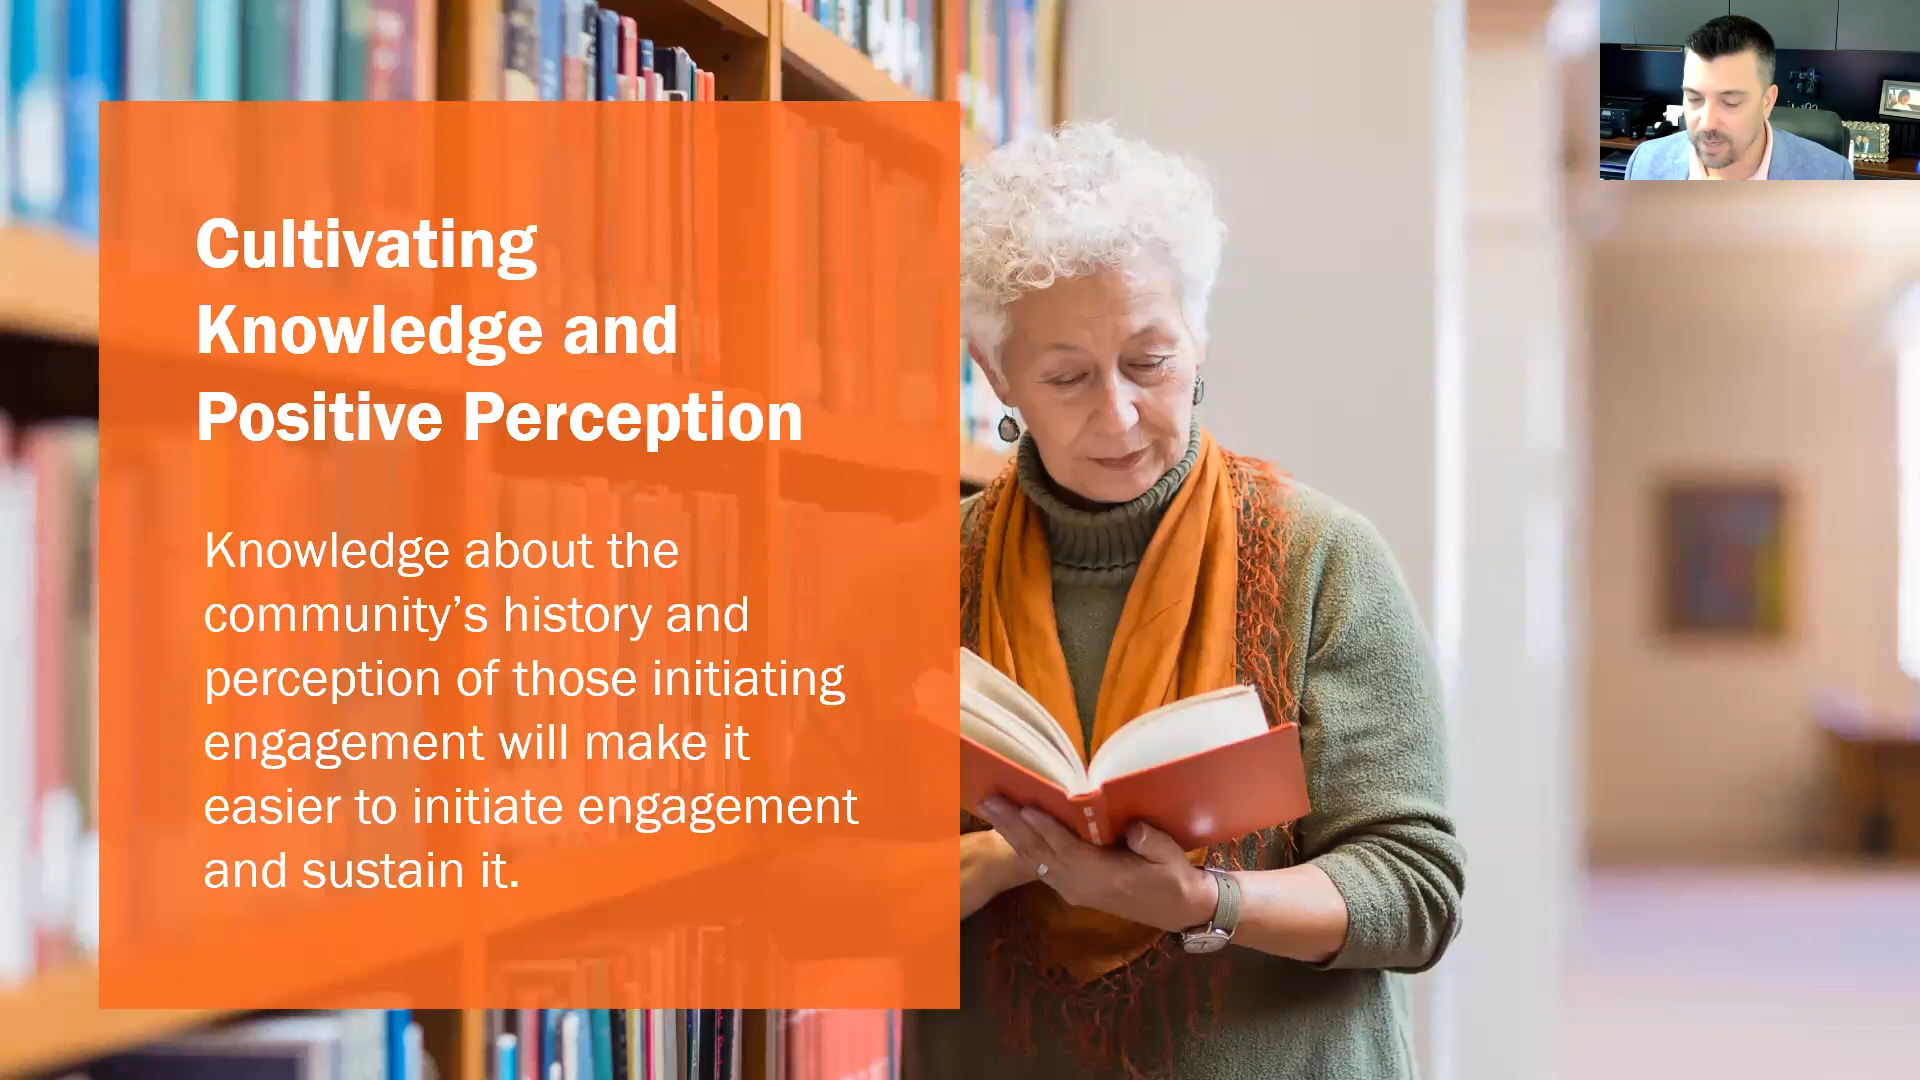 Cultivating
Knowledge and
Positive Perception
Knowledge about the
community’s history and
perception of those initiating
engagement will make it
easier to initiate engagement
and sustain it.